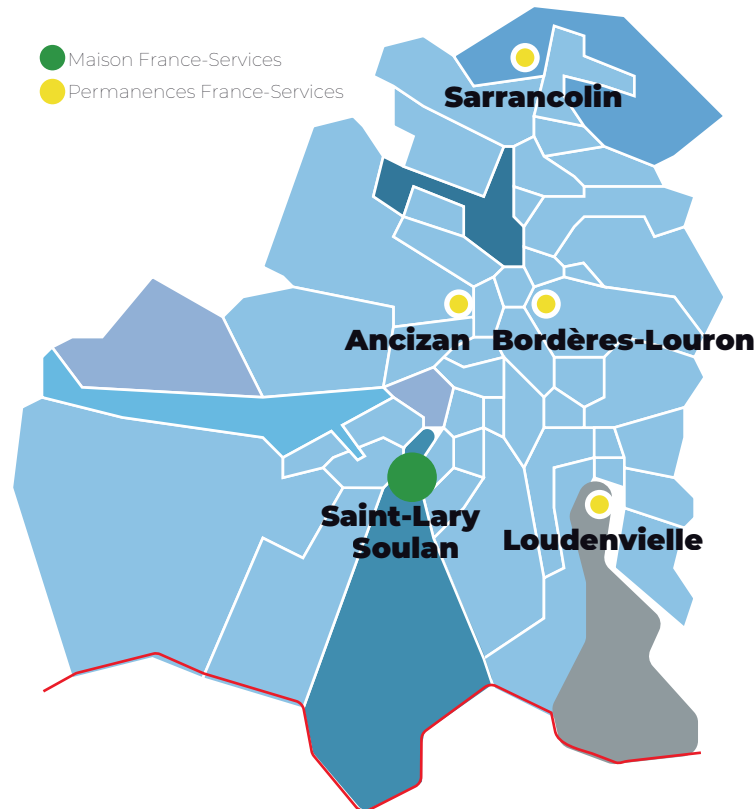 Maison France-Services
Permanences France-Services
Sarrancolin
Ancizan
Bordères-Louron
Saint-Lary
Soulan
Loudenvielle